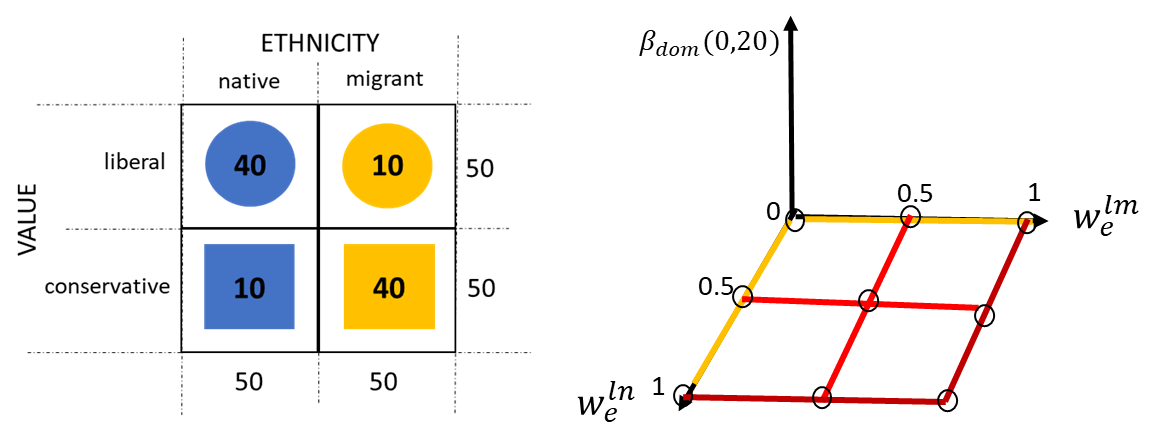 ETHNICITY
native migrant
VALUE
liberal 40 10 50
conservative 10 40 50
50 50
β_dom(0,20)
0 0.5 1 w_e^{lm}
0.5
1 w_e^{ln}